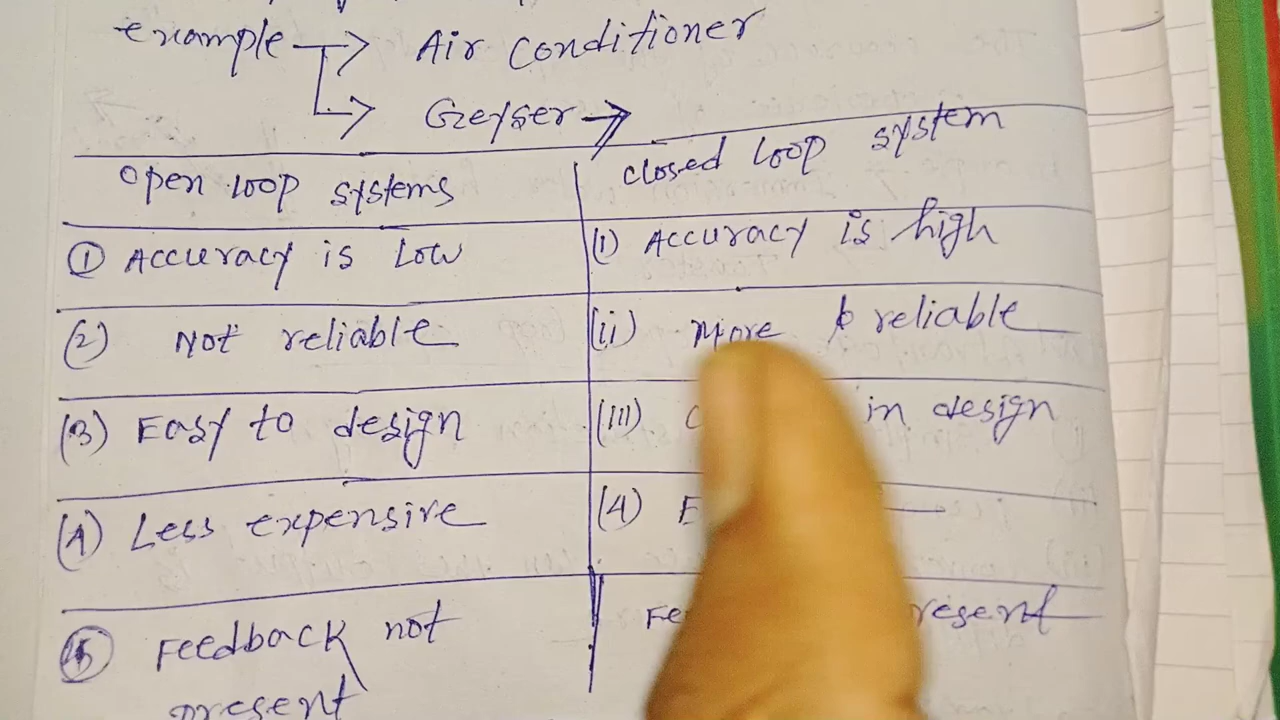 example → Air Conditioner
→ Geyser →
Open loop systems | closed loop system
① Accuracy is low | (1) Accuracy is high
(2) Not reliable | (ii) More reliable
(3) Easy to design | (III) in design
(4) Less expensive | (4)
⑤ Feedback not
present